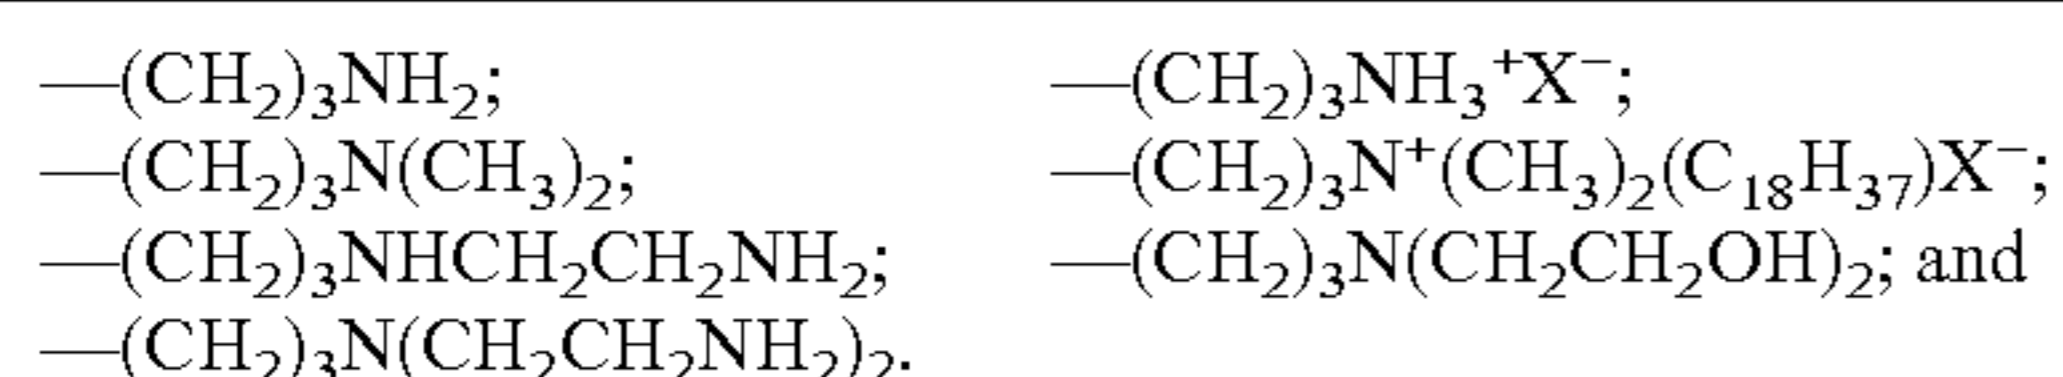 —(CH₂)₃NH₂; —(CH₂)₃NH₃⁺X⁻;
—(CH₂)₃N(CH₃)₂; —(CH₂)₃N⁺(CH₃)₂(C₁₈H₃₇)X⁻;
—(CH₂)₃NHCH₂CH₂NH₂; —(CH₂)₃N(CH₂CH₂OH)₂; and
—(CH₂)₃N(CH₂CH₂NH₂)₂.